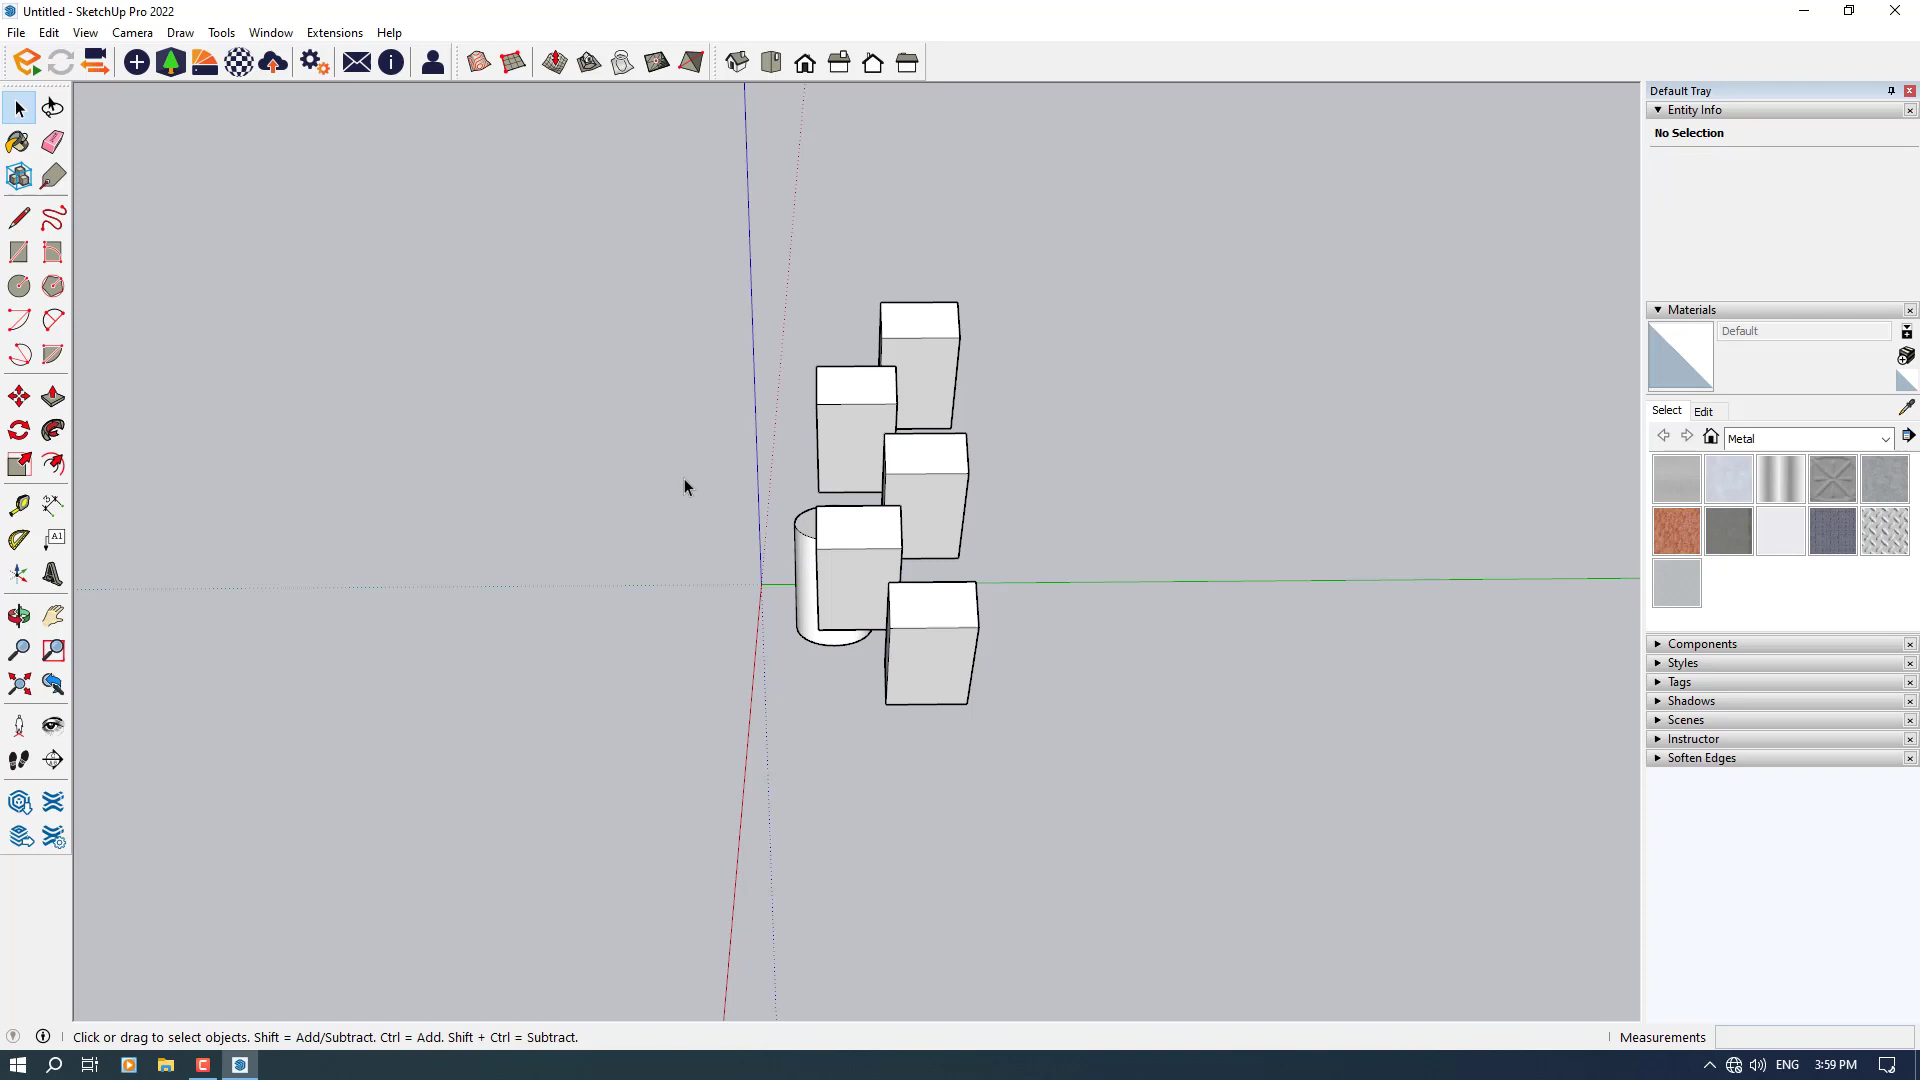 Untitled - SketchUp Pro 2022
File Edit View Camera Draw Tools Window Extensions Help
Default Tray
Entity Info
No Selection
Materials
Default
Select Edit
Metal
A1
Components
Styles
Tags
Shadows
Scenes
Instructor
Soften Edges
Click or drag to select objects. Shift = Add/Subtract. Ctrl = Add. Shift + Ctrl = Subtract.
Measurements
ENG 3:59 PM